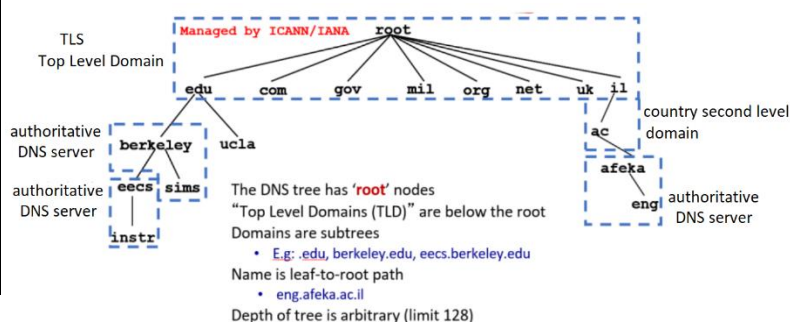 TLS
Top Level Domain
Managed by ICANN/IANA root
edu com gov mil org net uk il
country second level
domain
ac
authoritative
DNS server
berkeley ucla
afeka
authoritative
DNS server
eecs sims
eng
authoritative
DNS server
instr
The DNS tree has ‘root’ nodes
“Top Level Domains (TLD)” are below the root
Domains are subtrees
• E.g: .edu, berkeley.edu, eecs.berkeley.edu
Name is leaf-to-root path
• eng.afeka.ac.il
Depth of tree is arbitrary (limit 128)